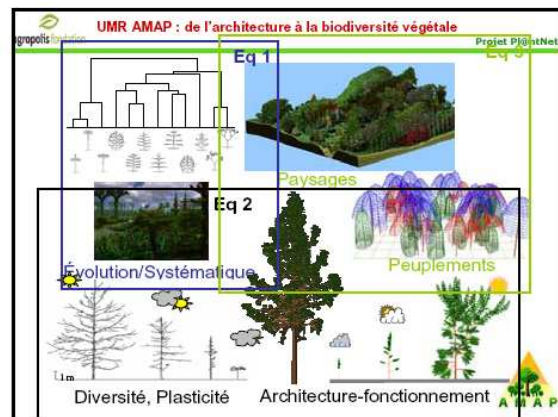 UMR AMAP : de l'architecture à la biodiversité végétale
agropolis fondation
Projet Pl@ntNet
Eq 1
Eq 3
Paysages
Eq 2
Évolution/Systématique
Peuplements
1m
Diversité, Plasticité
Architecture-fonctionnement
AMAP